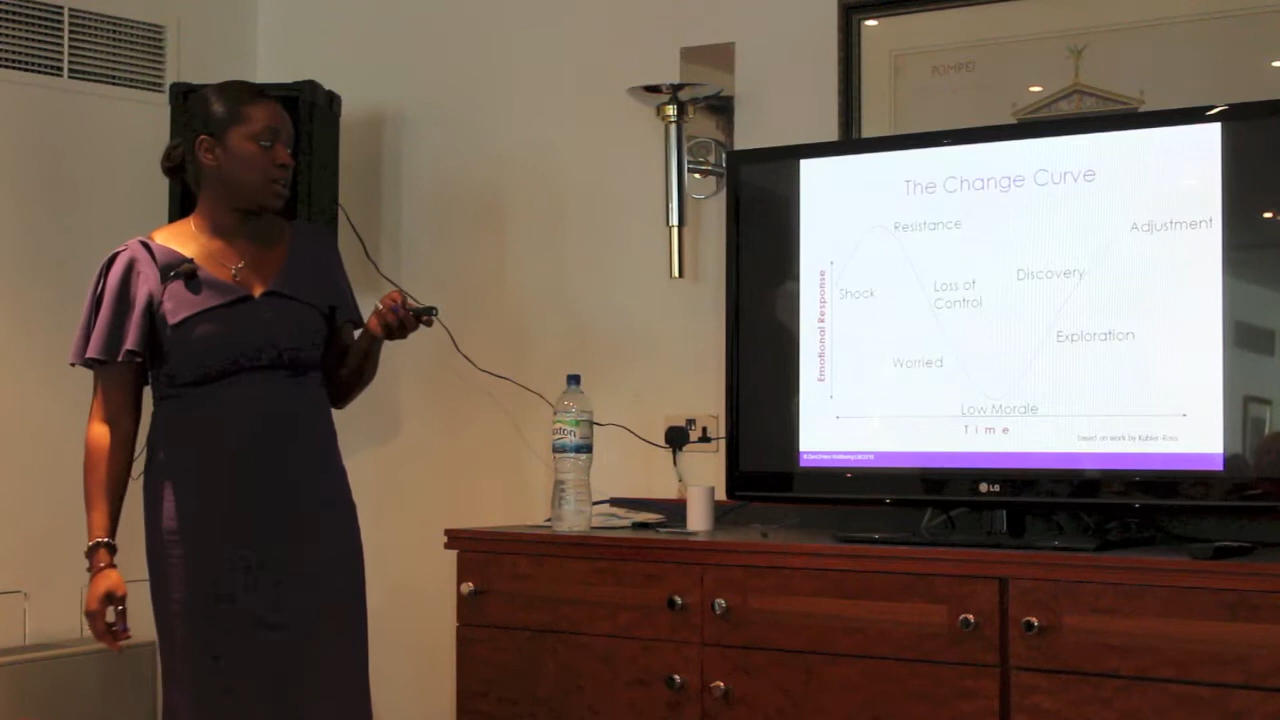 POMPEI
The Change Curve
Resistance
Adjustment
Discovery
Shock
Loss of
Control
Exploration
Worried
Low Morale
Emotional Response
Time
based on work by Kubler-Ross
LG